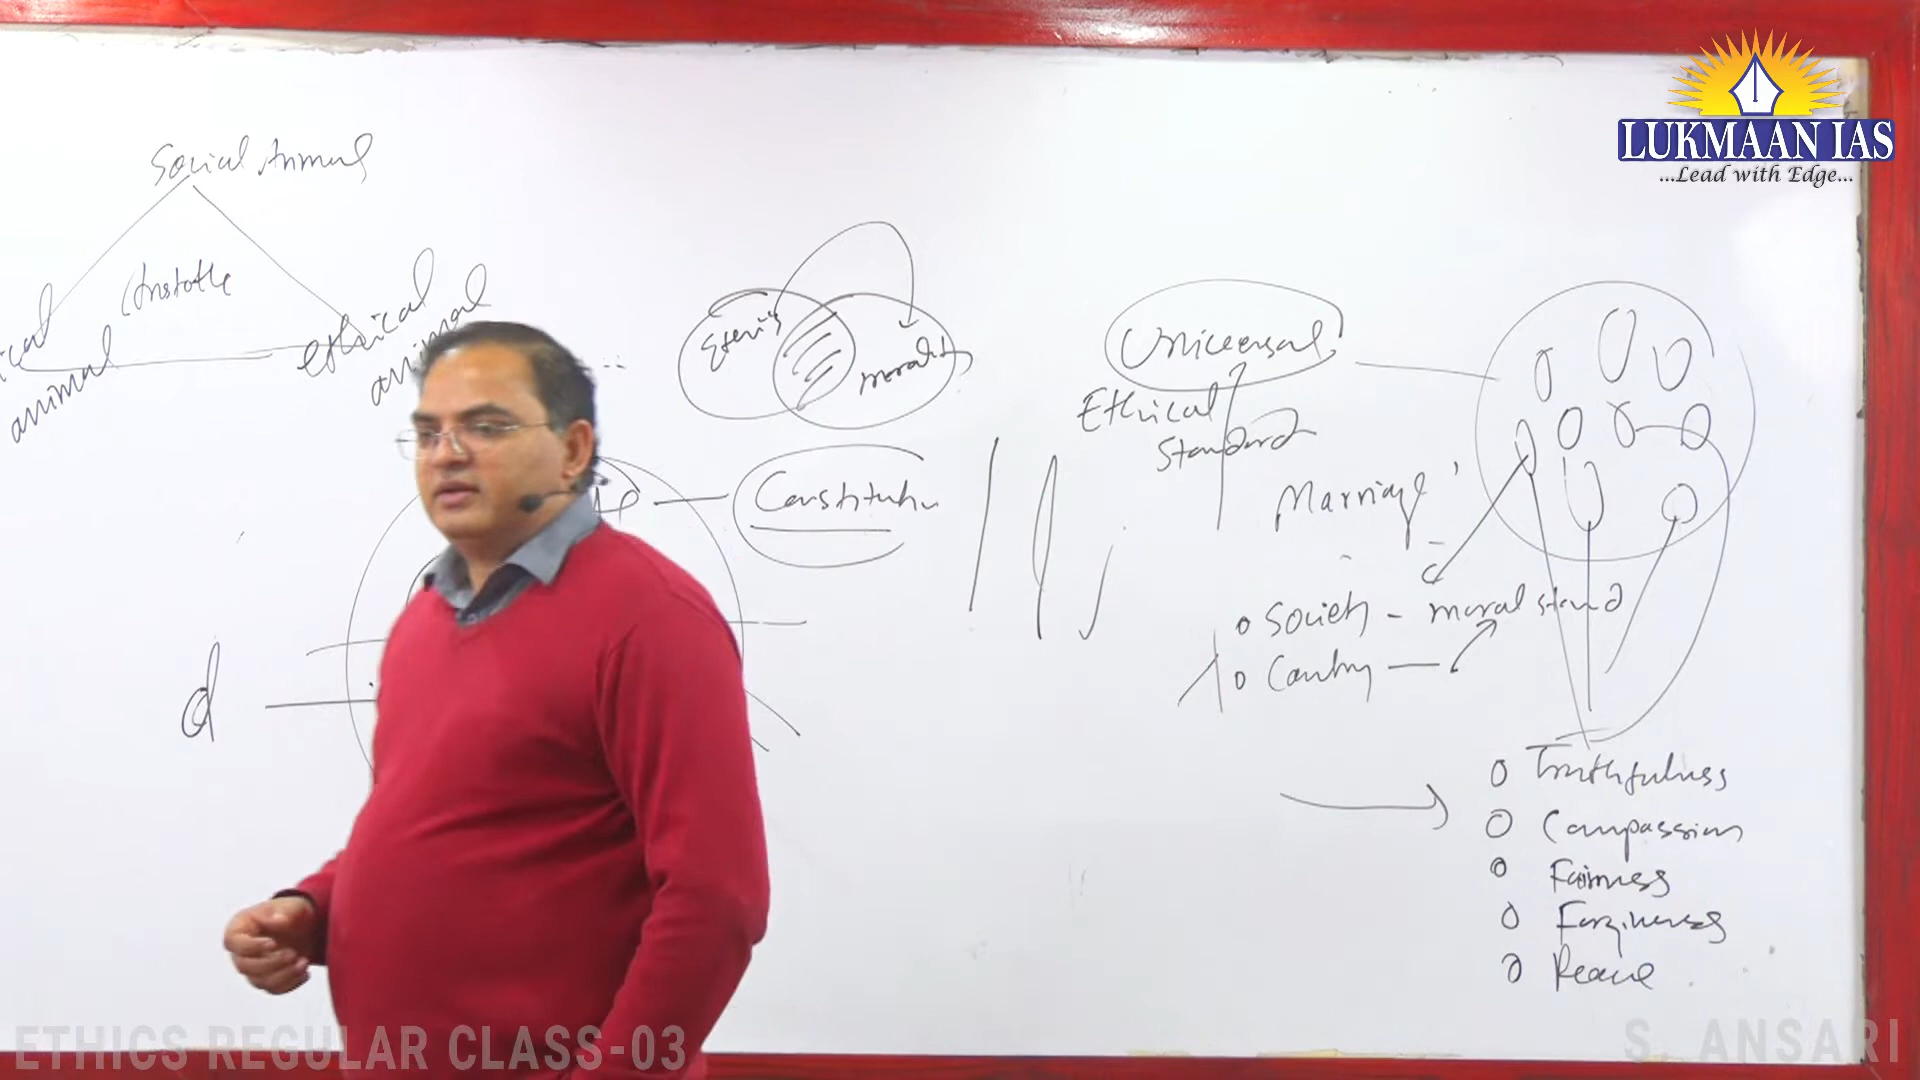 LUKMAAN IAS
...Lead with Edge...
Social Animal
ical
animal
ethical
animal
Ethics
morality
Constitution
Universal
Ethical
Standard
Marriage
Society - moral stand
Country
Truthfulness
Compassion
Fairness
Forgiveness
Peace
d
ETHICS REGULAR CLASS-03
S. ANSARI